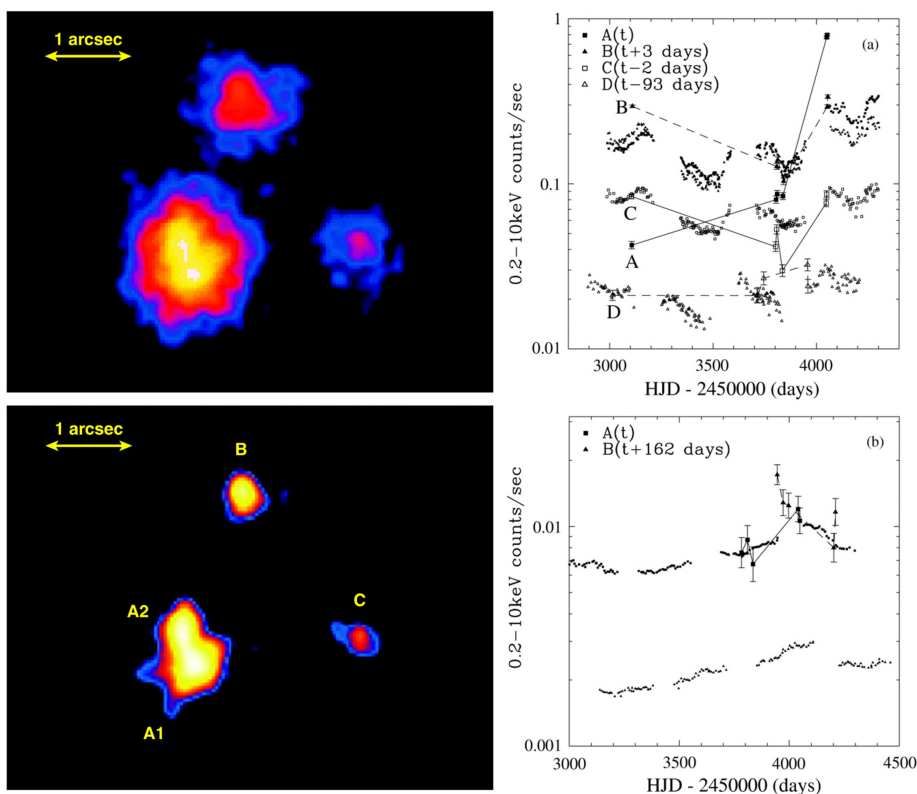 1 arcsec
1 arcsec
B
A2
C
A1
0.2−10keV counts/sec
1
0.1
0.01
A(t)
B(t+3 days)
C(t−2 days)
D(t−93 days)
(a)
B
C
A
D
3000 3500 4000
HJD - 2450000 (days)
0.2−10keV counts/sec
0.01
0.001
A(t)
B(t+162 days)
(b)
3000 3500 4000 4500
HJD - 2450000 (days)